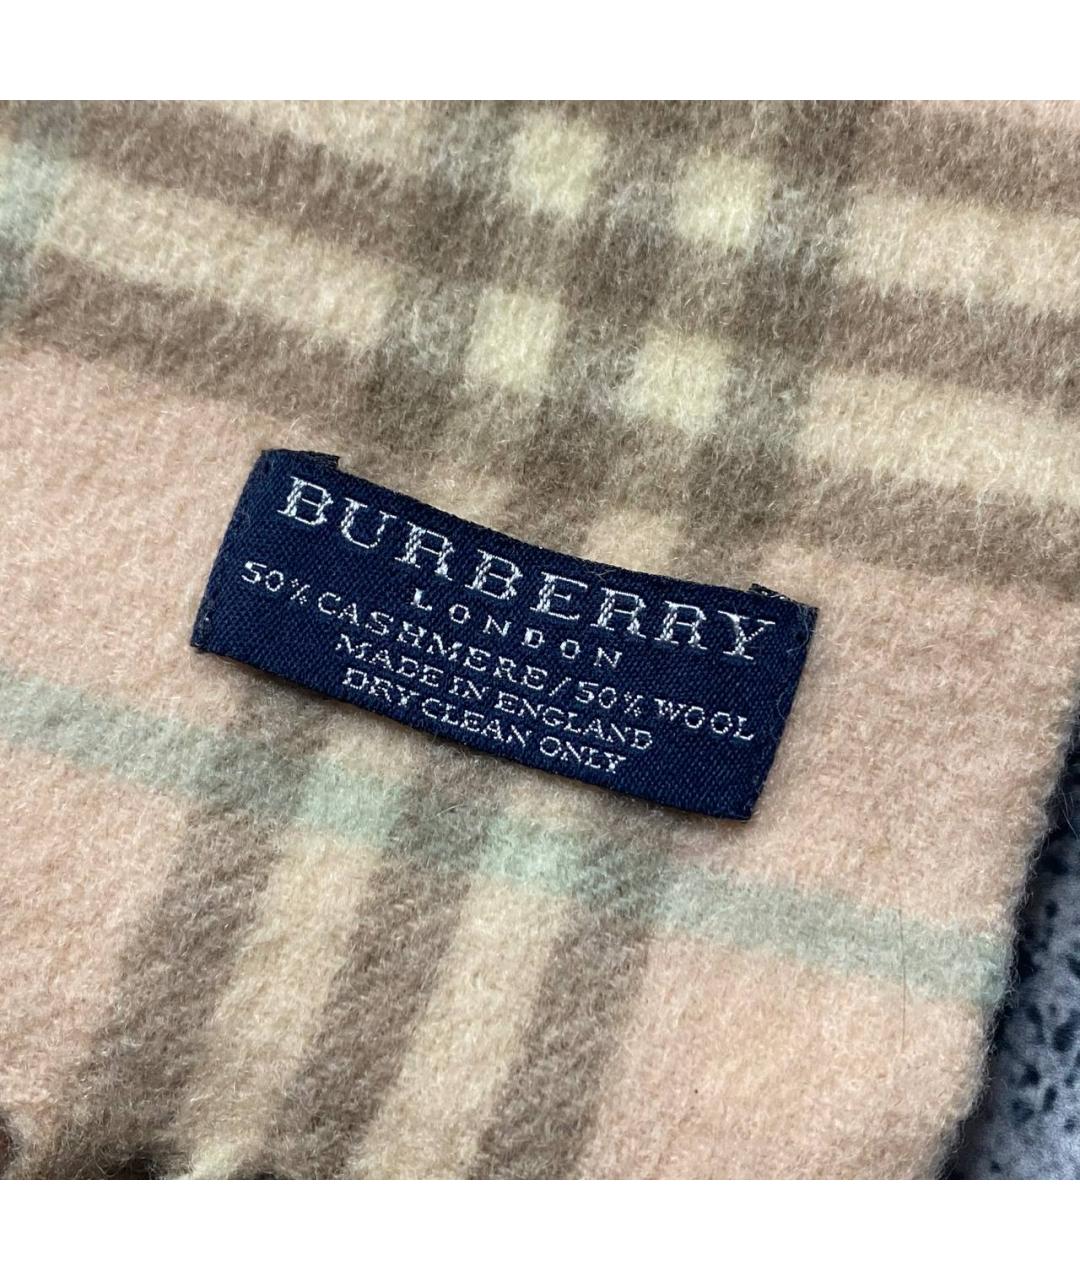 BURBERRY
LONDON
50% CASHMERE/50% WOOL
MADE IN ENGLAND
DRY CLEAN ONLY